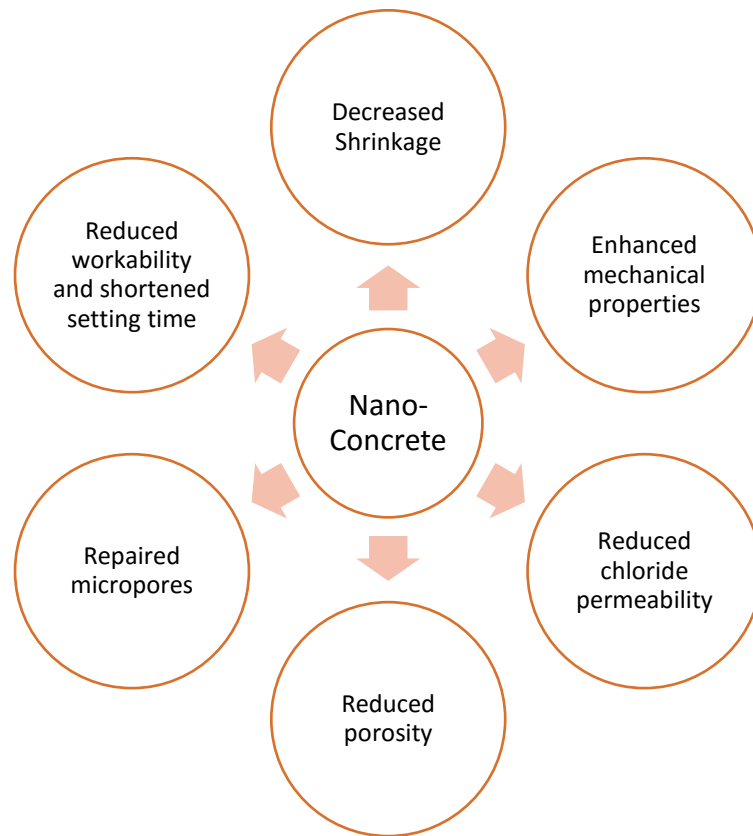 Decreased
Shrinkage
Reduced
workability
and shortened
setting time
Enhanced
mechanical
properties
Nano-
Concrete
Repaired
micropores
Reduced
chloride
permeability
Reduced
porosity